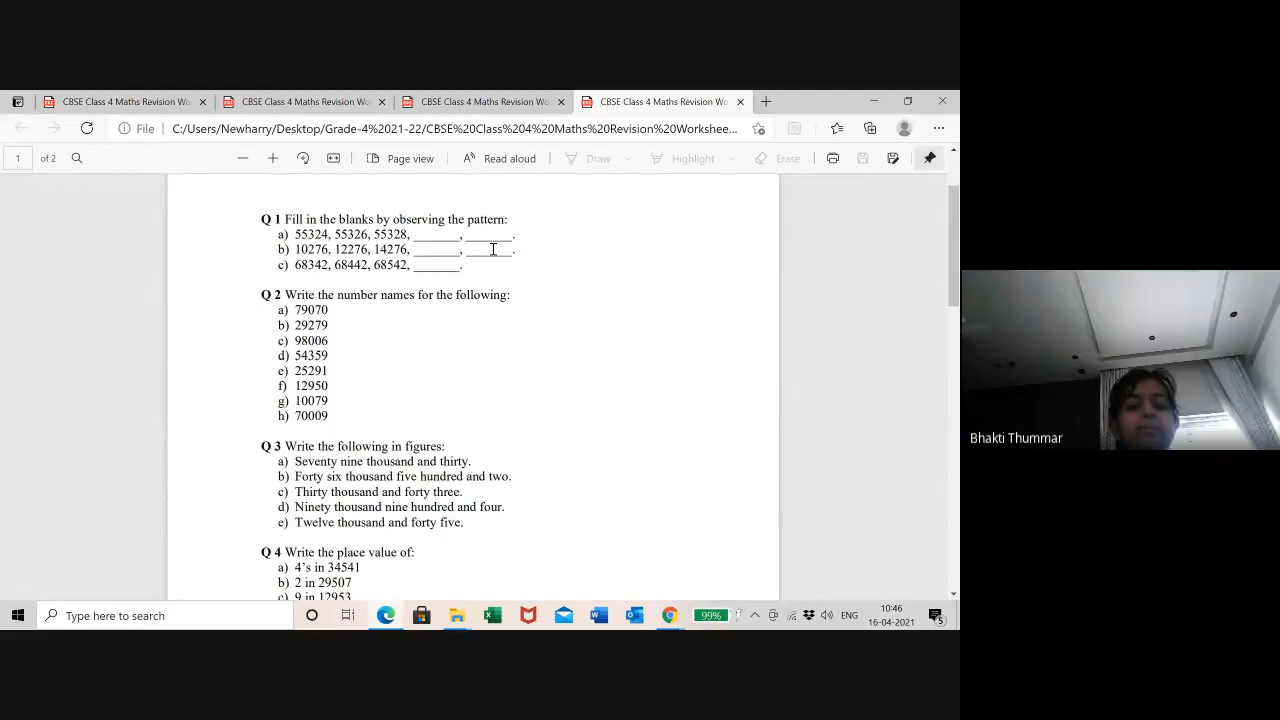 CBSE Class 4 Maths Revision Wo
CBSE Class 4 Maths Revision Wo
CBSE Class 4 Maths Revision Wo
CBSE Class 4 Maths Revision Wo
File
C:/Users/Newharry/Desktop/Grade-4%2021-22/CBSE%20Class%204%20Maths%20Revision%20Workshee...
1 of 2
Page view
Read aloud
Draw
Highlight
Erase
Q 1 Fill in the blanks by observing the pattern:
a) 55324, 55326, 55328, _______, _______.
b) 10276, 12276, 14276, _______, _______.
c) 68342, 68442, 68542, _______.
Q 2 Write the number names for the following:
a) 79070
b) 29279
c) 98006
d) 54359
e) 25291
f) 12950
g) 10079
h) 70009
Q 3 Write the following in figures:
a) Seventy nine thousand and thirty.
b) Forty six thousand five hundred and two.
c) Thirty thousand and forty three.
d) Ninety thousand nine hundred and four.
e) Twelve thousand and forty five.
Q 4 Write the place value of:
a) 4's in 34541
b) 2 in 29507
c) 9 in 12953
Bhakti Thummar
Type here to search
99%
ENG
10:46
16-04-2021
5